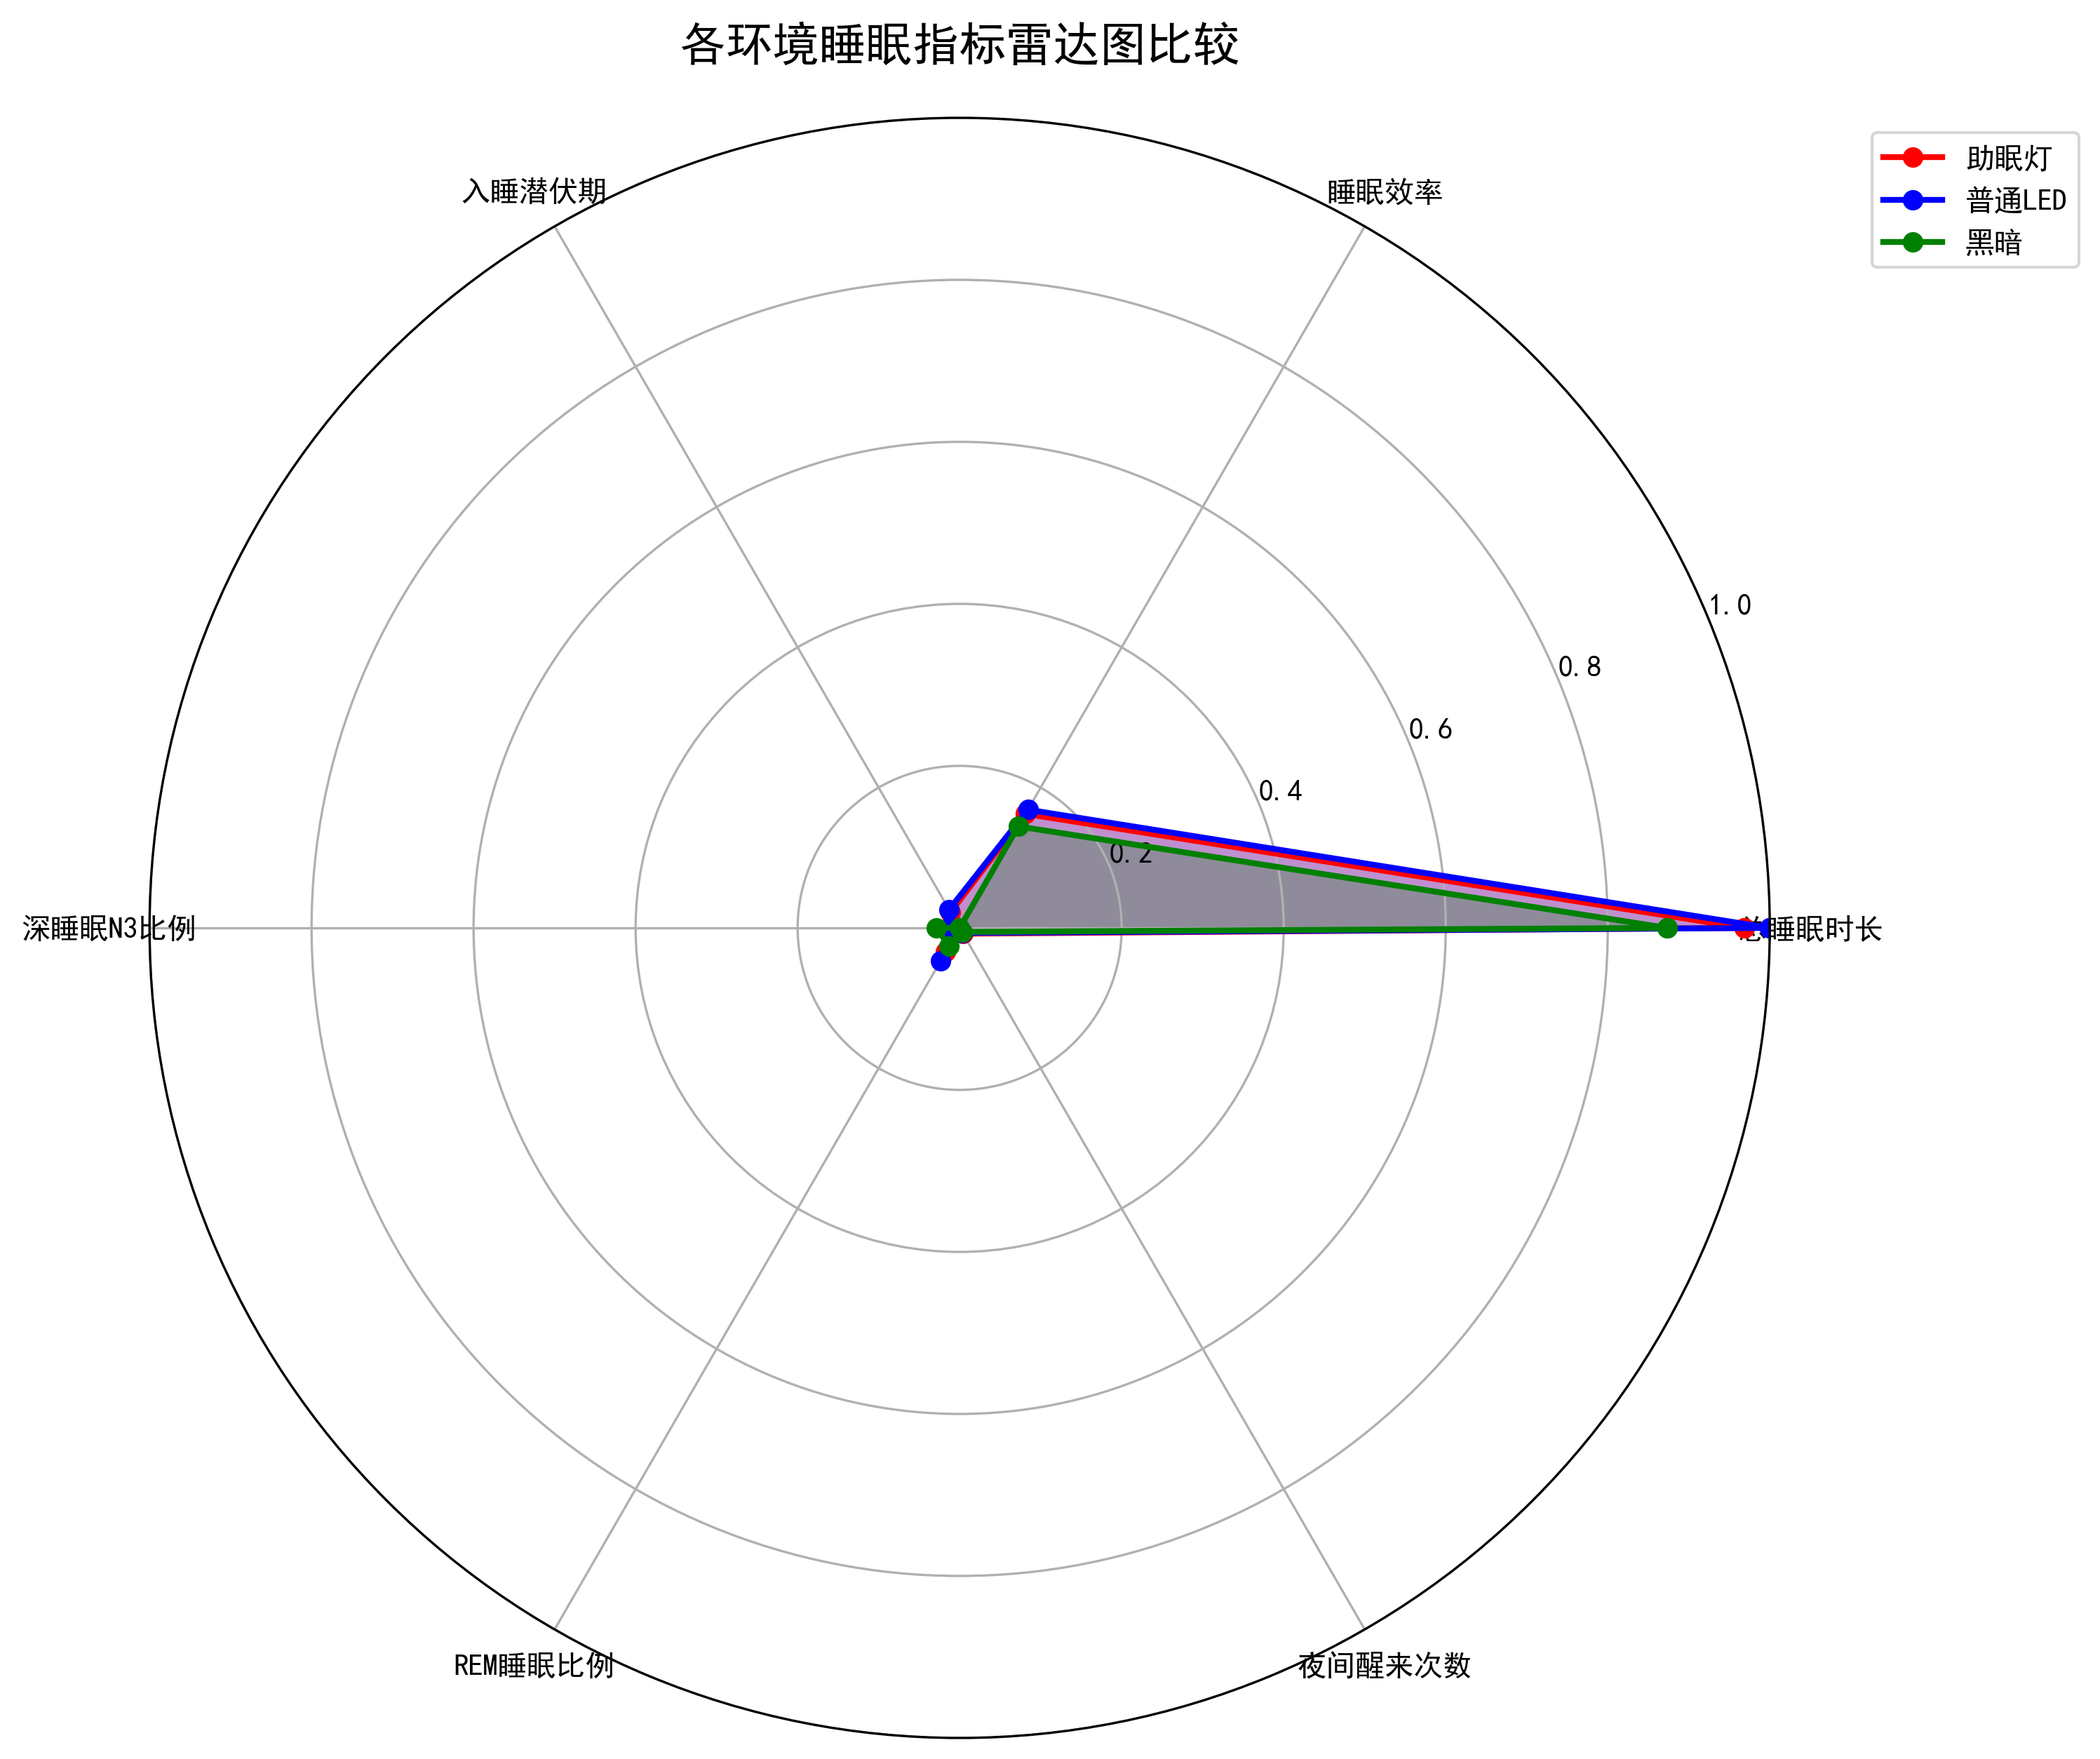 各环境睡眠指标雷达图比较
助眠灯
普通LED
黑暗
入睡潜伏期
睡眠效率
1.0
0.8
0.6
0.4
0.2
深睡眠N3比例
睡眠时长
REM睡眠比例
夜间醒来次数